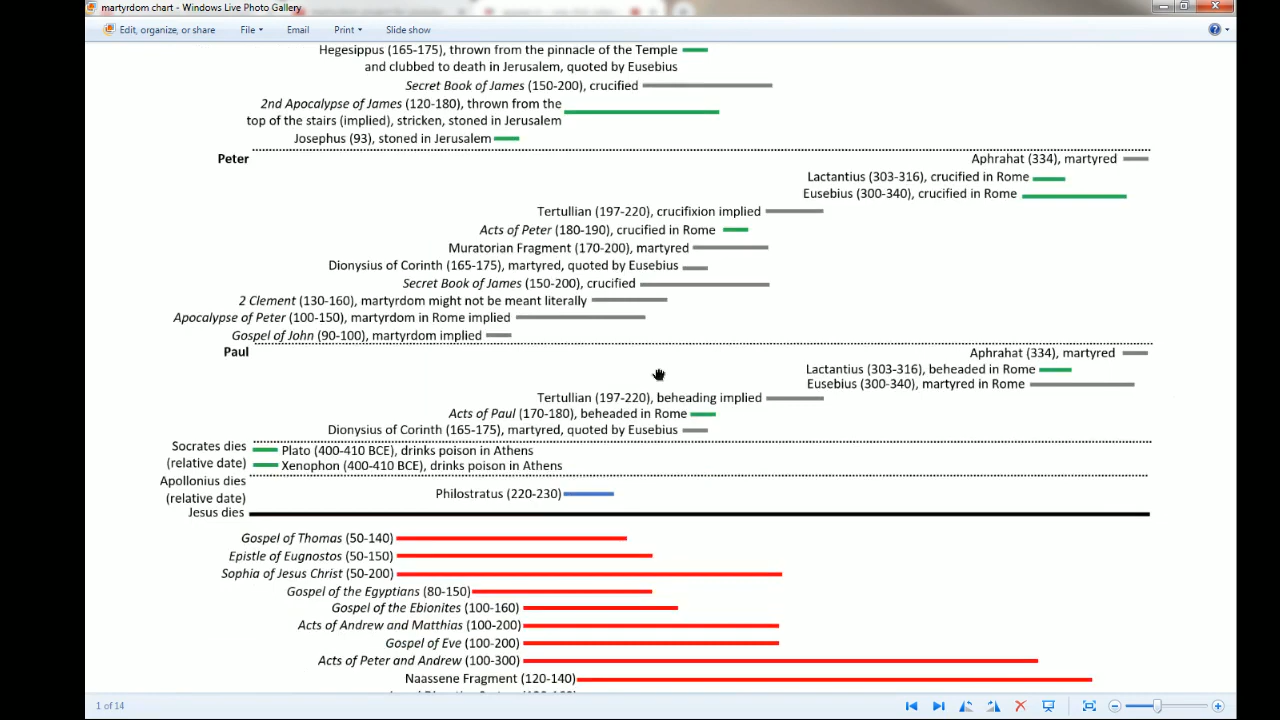 martyrdom chart - Windows Live Photo Gallery
Edit, organize, or share File Email Print Slide show
Hegesippus (165-175), thrown from the pinnacle of the Temple
and clubbed to death in Jerusalem, quoted by Eusebius
Secret Book of James (150-200), crucified
2nd Apocalypse of James (120-180), thrown from the
top of the stairs (implied), stricken, stoned in Jerusalem
Josephus (93), stoned in Jerusalem
Peter
Aphrahat (334), martyred
Lactantius (303-316), crucified in Rome
Eusebius (300-340), crucified in Rome
Tertullian (197-220), crucifixion implied
Acts of Peter (180-190), crucified in Rome
Muratorian Fragment (170-200), martyred
Dionysius of Corinth (165-175), martyred, quoted by Eusebius
Secret Book of James (150-200), crucified
2 Clement (130-160), martyrdom might not be meant literally
Apocalypse of Peter (100-150), martyrdom in Rome implied
Gospel of John (90-100), martyrdom implied
Paul
Aphrahat (334), martyred
Lactantius (303-316), beheaded in Rome
Eusebius (300-340), martyred in Rome
Tertullian (197-220), beheading implied
Acts of Paul (170-180), beheaded in Rome
Dionysius of Corinth (165-175), martyred, quoted by Eusebius
Socrates dies
(relative date)
Plato (400-410 BCE), drinks poison in Athens
Xenophon (400-410 BCE), drinks poison in Athens
Apollonius dies
(relative date)
Philostratus (220-230)
Jesus dies
Gospel of Thomas (50-140)
Epistle of Eugnostos (50-150)
Sophia of Jesus Christ (50-200)
Gospel of the Egyptians (80-150)
Gospel of the Ebionites (100-160)
Acts of Andrew and Matthias (100-200)
Gospel of Eve (100-200)
Acts of Peter and Andrew (100-300)
Naassene Fragment (120-140)
1 of 14